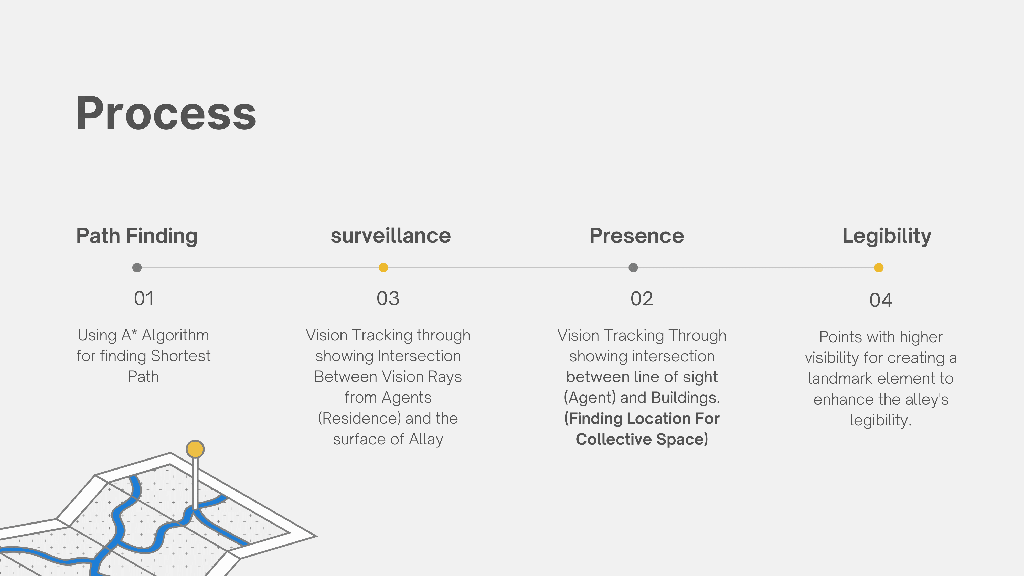 Process
Path Finding
01
Using A* Algorithm
for finding Shortest
Path
surveillance
03
Vision Tracking through
showing Intersection
Between Vision Rays
from Agents
(Residence) and the
surface of Allay
Presence
02
Vision Tracking Through
showing intersection
between line of sight
(Agent) and Buildings.
(Finding Location For
Collective Space)
Legibility
04
Points with higher
visibility for creating a
landmark element to
enhance the alley's
legibility.